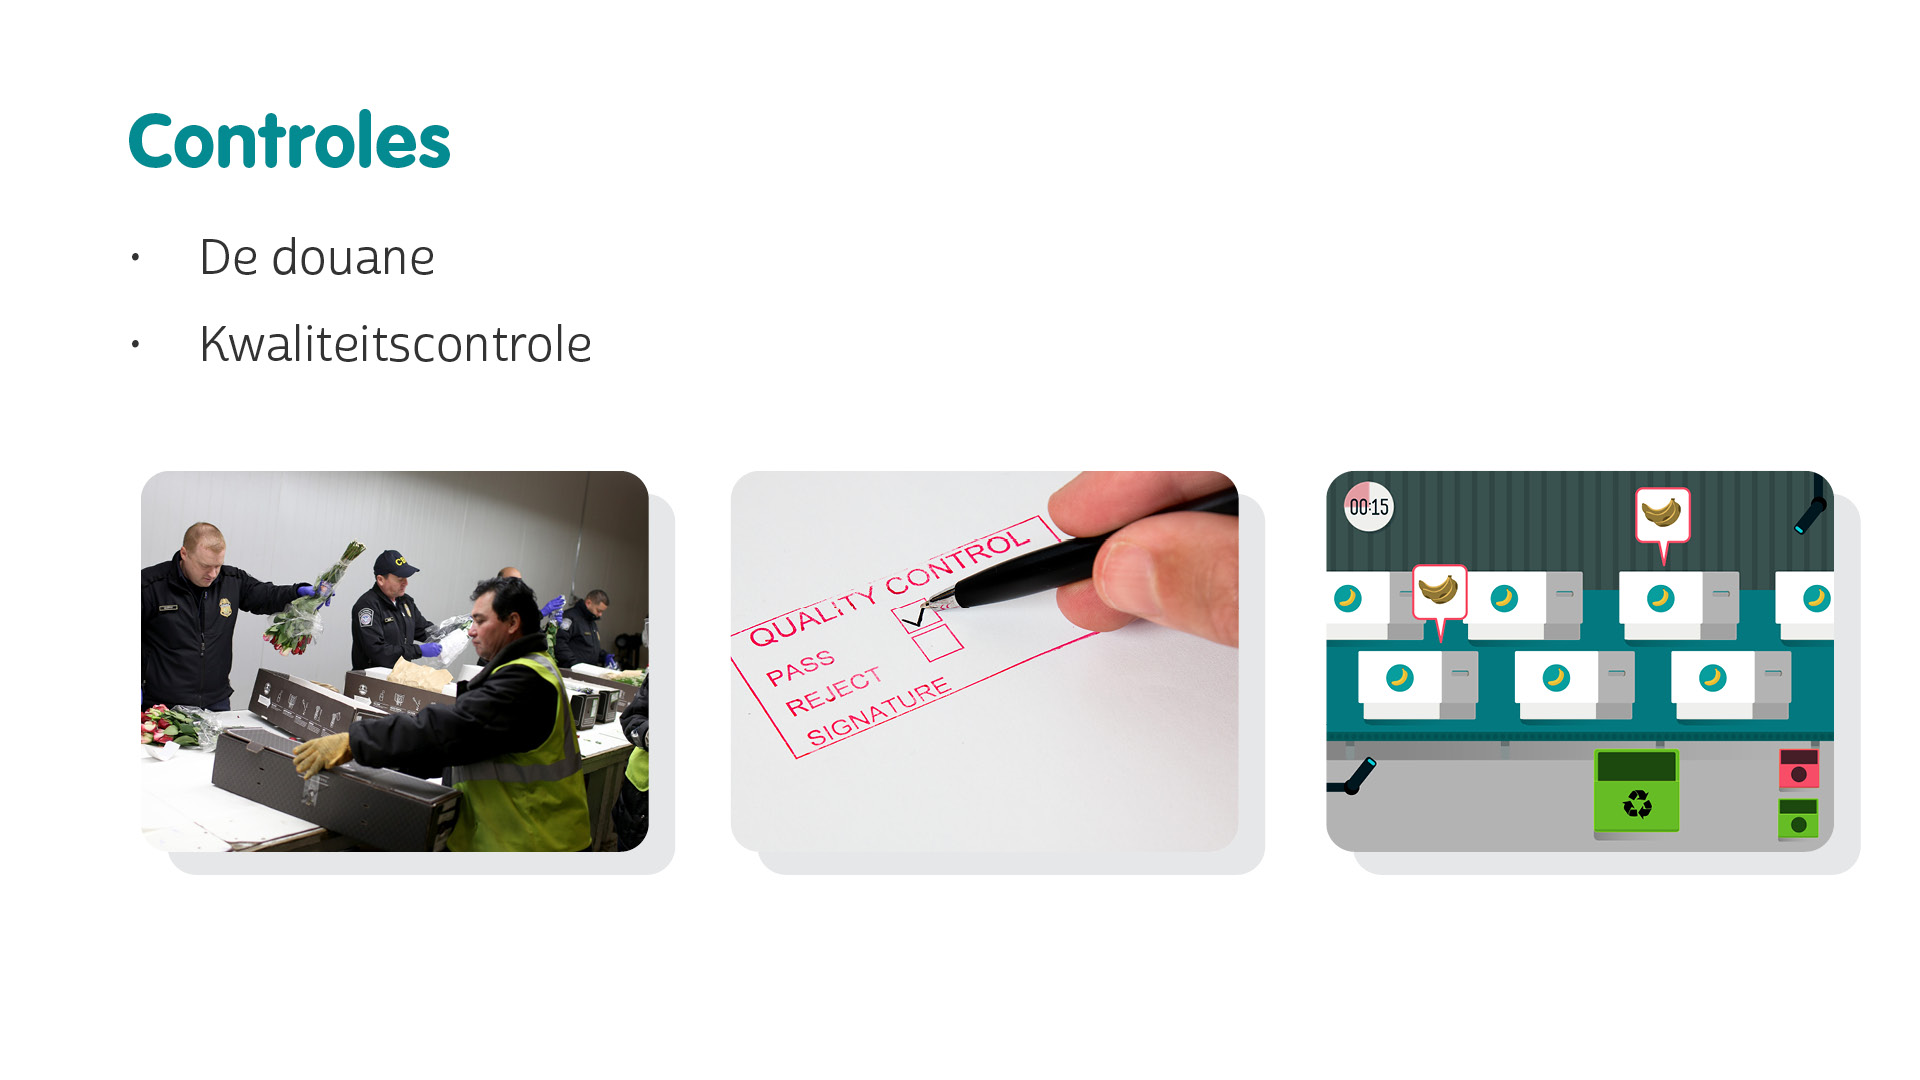 Controles
• De douane
• Kwaliteitscontrole
00:15
QUALITY CONTROL
PASS
REJECT
SIGNATURE